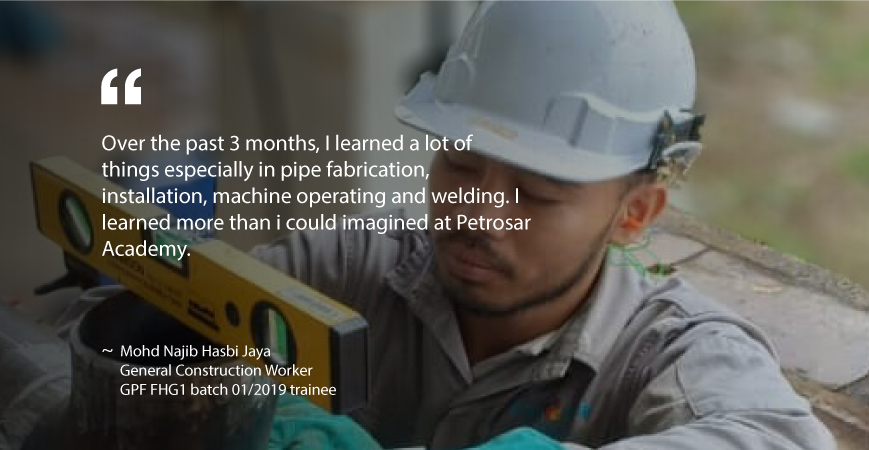 “
Over the past 3 months, I learned a lot of
things especially in pipe fabrication,
installation, machine operating and welding. I
learned more than i could imagined at Petrosar
Academy.
~ Mohd Najib Hasbi Jaya
General Construction Worker
GPF FHG1 batch 01/2019 trainee